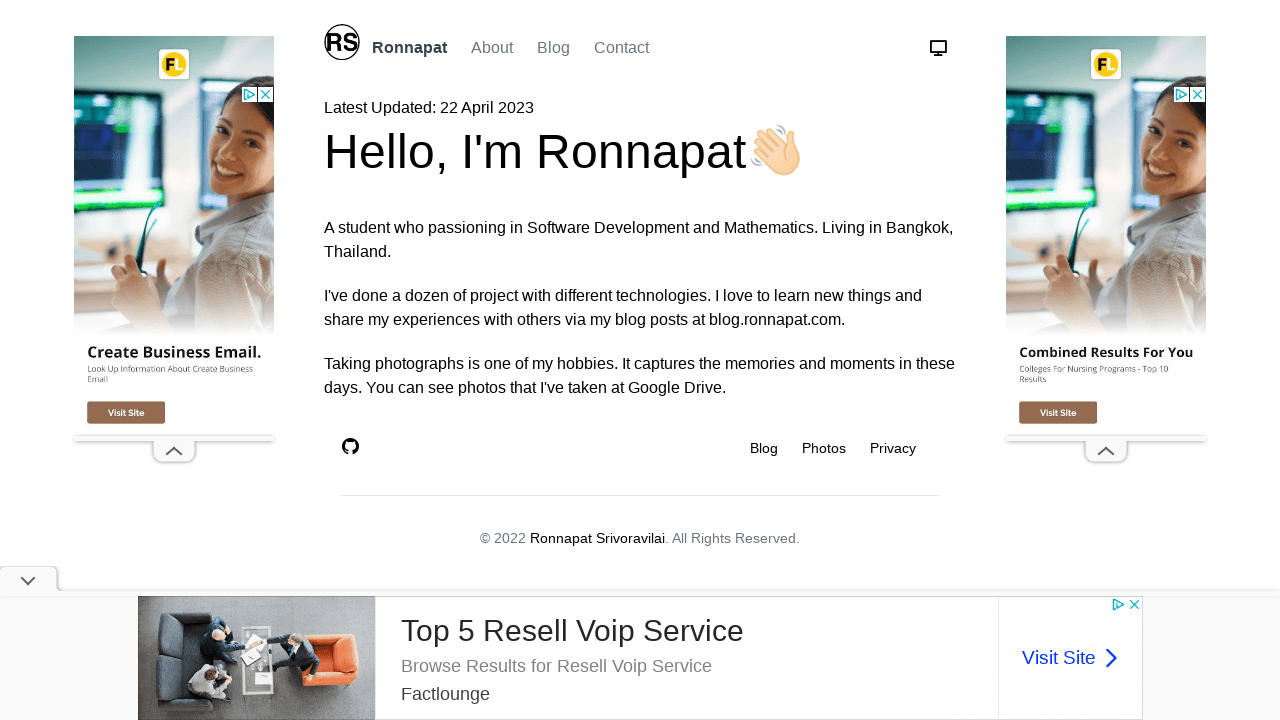 RS
Ronnapat
About
Blog
Contact
Latest Updated: 22 April 2023
Hello, I'm Ronnapat👋🏻
A student who passioning in Software Development and Mathematics. Living in Bangkok,
Thailand.
I've done a dozen of project with different technologies. I love to learn new things and
share my experiences with others via my blog posts at blog.ronnapat.com.
Taking photographs is one of my hobbies. It captures the memories and moments in these
days. You can see photos that I've taken at Google Drive.
Blog
Photos
Privacy
© 2022 Ronnapat Srivoravilai. All Rights Reserved.
FL
Create Business Email.
Look Up Information About Create Business
Email
Visit Site
FL
Combined Results For You
Colleges For Nursing Programs - Top 10
Results
Visit Site
Top 5 Resell Voip Service
Browse Results for Resell Voip Service
Factlounge
Visit Site